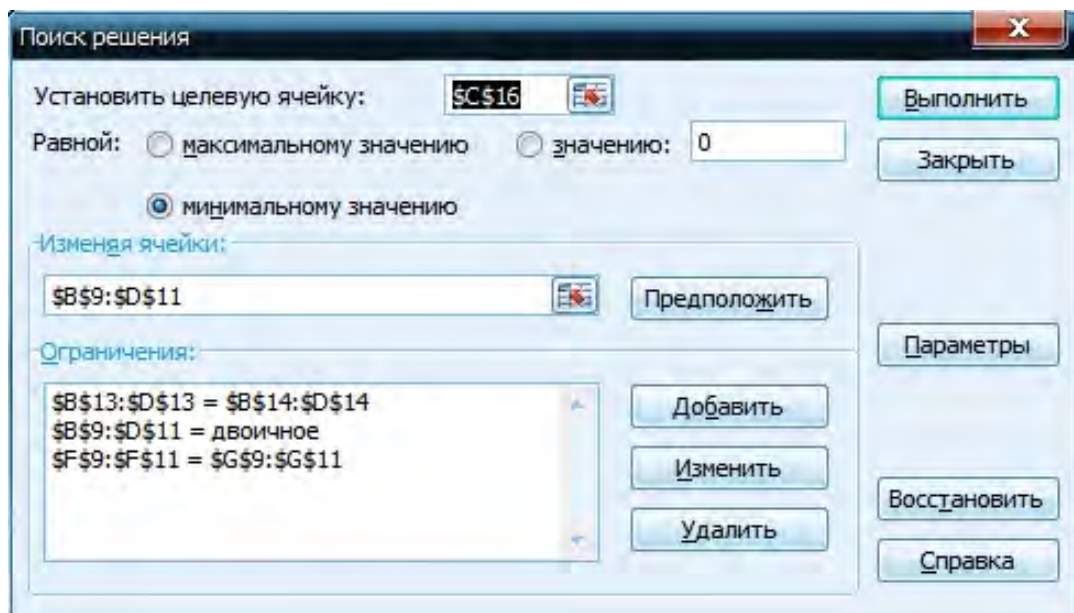 Поиск решения
Установить целевую ячейку: $C$16
Равной: максимальному значению значению: 0
минимальному значению
Изменяя ячейки:
$B$9:$D$11
Предположить
Ограничения:
$B$13:$D$13 = $B$14:$D$14
$B$9:$D$11 = двоичное
$F$9:$F$11 = $G$9:$G$11
Добавить
Изменить
Удалить
Выполнить
Закрыть
Параметры
Восстановить
Справка